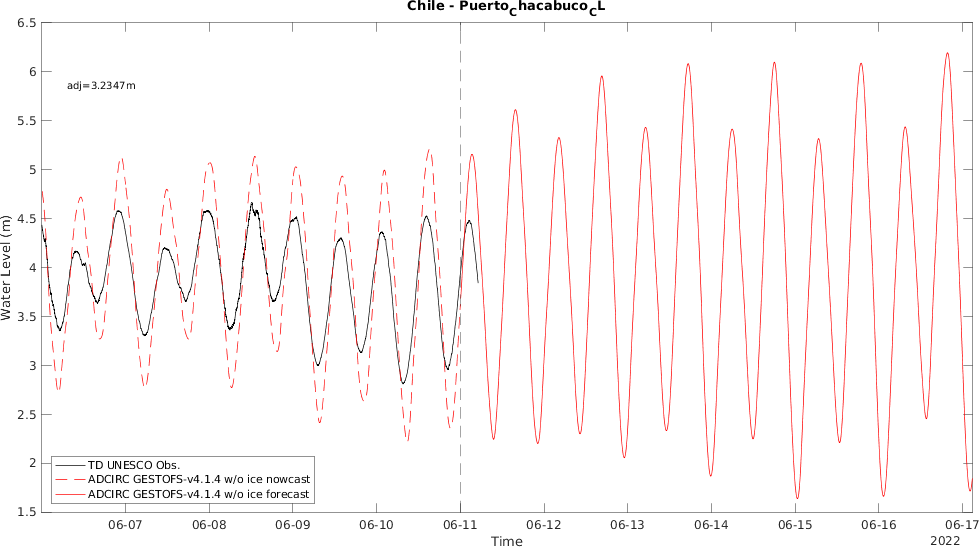 Chile - Puerto_Chacabuco_CL
6.5
6
5.5
5
4.5
4
3.5
3
2.5
2
1.5
Water Level (m)
adj=3.2347m
TD UNESCO Obs.
ADCIRC GESTOFS-v4.1.4 w/o ice nowcast
ADCIRC GESTOFS-v4.1.4 w/o ice forecast
06-07 06-08 06-09 06-10 06-11 06-12 06-13 06-14 06-15 06-16 06-17
Time 2022